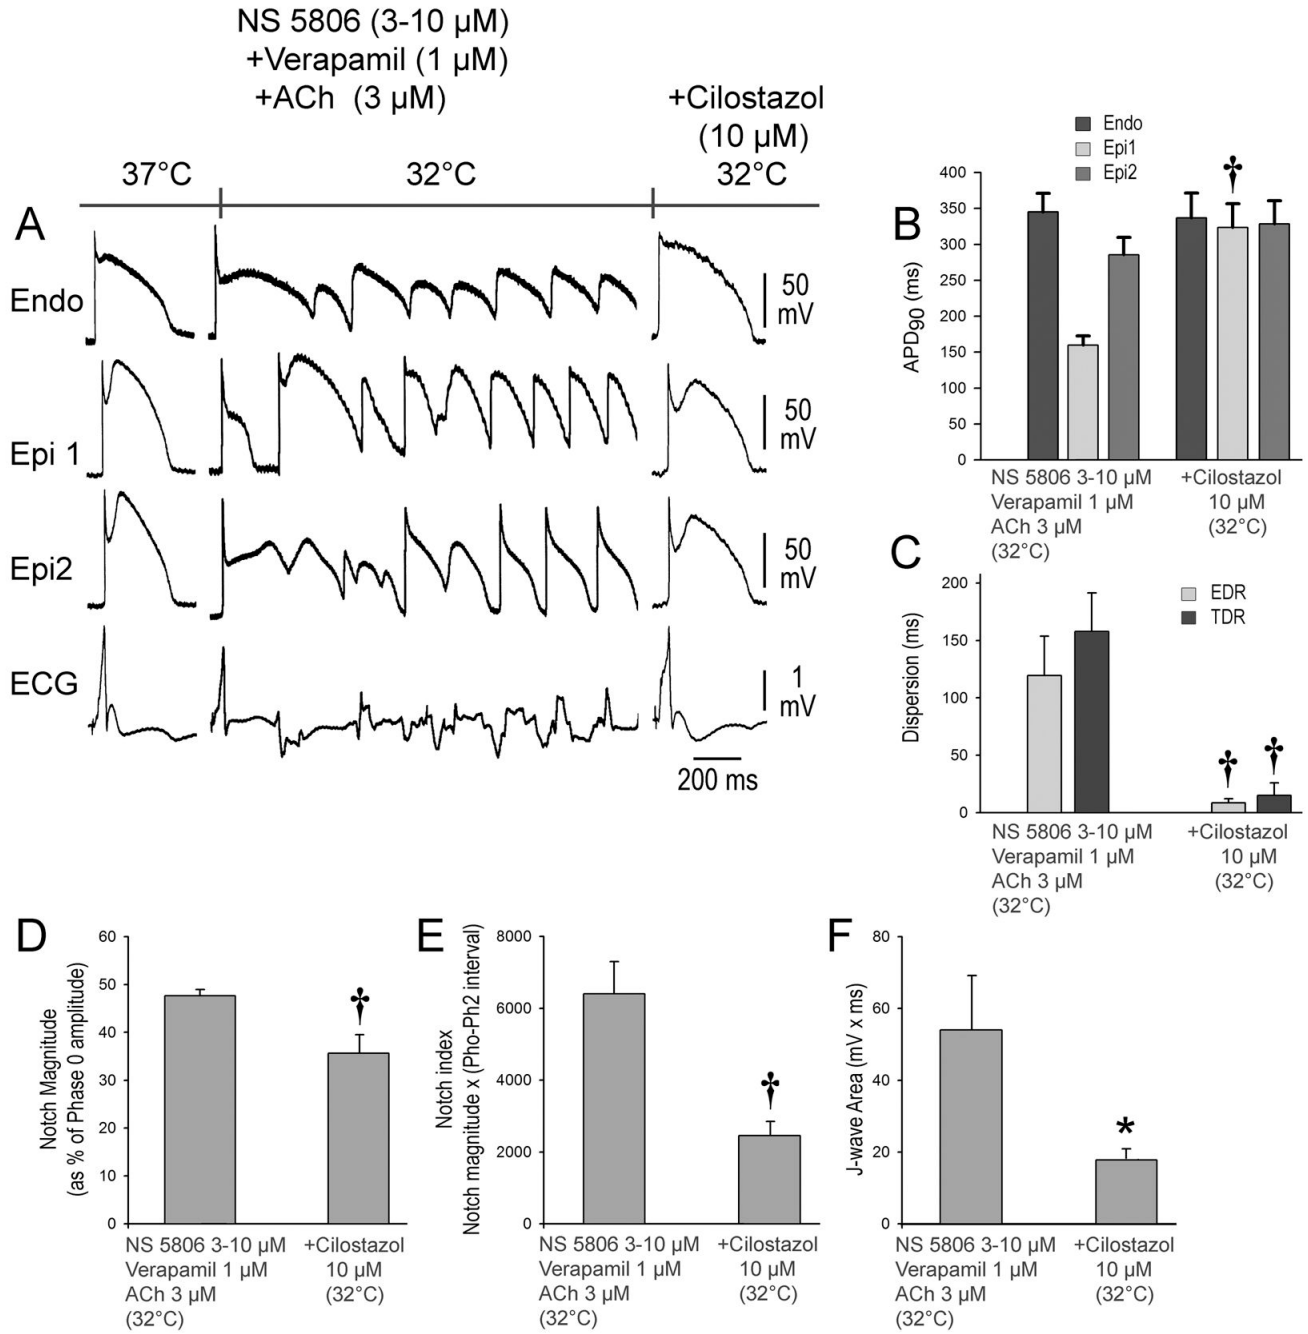 NS 5806 (3-10 µM)
+Verapamil (1 µM)
+ACh (3 µM)
+Cilostazol
(10 µM)
37°C
32°C
32°C
A
Endo
50
mV
Epi 1
50
mV
Epi2
50
mV
ECG
1
mV
200 ms
B
Endo
Epi1
Epi2
APD90 (ms)
400
350
300
250
200
150
100
50
0
†
NS 5806 3-10 µM
Verapamil 1 µM
ACh 3 µM
(32°C)
+Cilostazol
10 µM
(32°C)
C
EDR
TDR
Dispersion (ms)
200
150
100
50
0
†
†
NS 5806 3-10 µM
Verapamil 1 µM
ACh 3 µM
(32°C)
+Cilostazol
10 µM
(32°C)
D
Notch Magnitude
(as % of Phase 0 amplitude)
60
50
40
30
20
10
0
†
NS 5806 3-10 µM
Verapamil 1 µM
ACh 3 µM
(32°C)
+Cilostazol
10 µM
(32°C)
E
Notch index
Notch magnitude x (Pho-Ph2 interval)
8000
6000
4000
2000
0
†
NS 5806 3-10 µM
Verapamil 1 µM
ACh 3 µM
(32°C)
+Cilostazol
10 µM
(32°C)
F
J-wave Area (mV x ms)
80
60
40
20
0
*
NS 5806 3-10 µM
Verapamil 1 µM
ACh 3 µM
(32°C)
+Cilostazol
10 µM
(32°C)